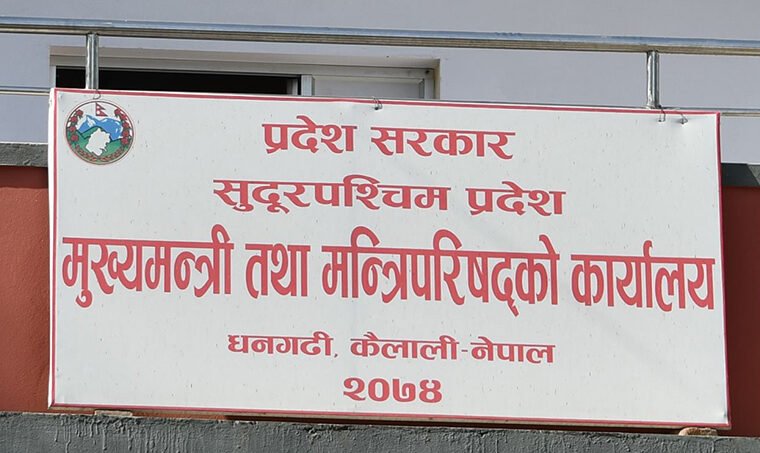 प्रदेश सरकार
सुदूरपश्चिम प्रदेश
मुख्यमन्त्री तथा मन्त्रिपरिषद्को कार्यालय
धनगढी, कैलाली-नेपाल
२०७४